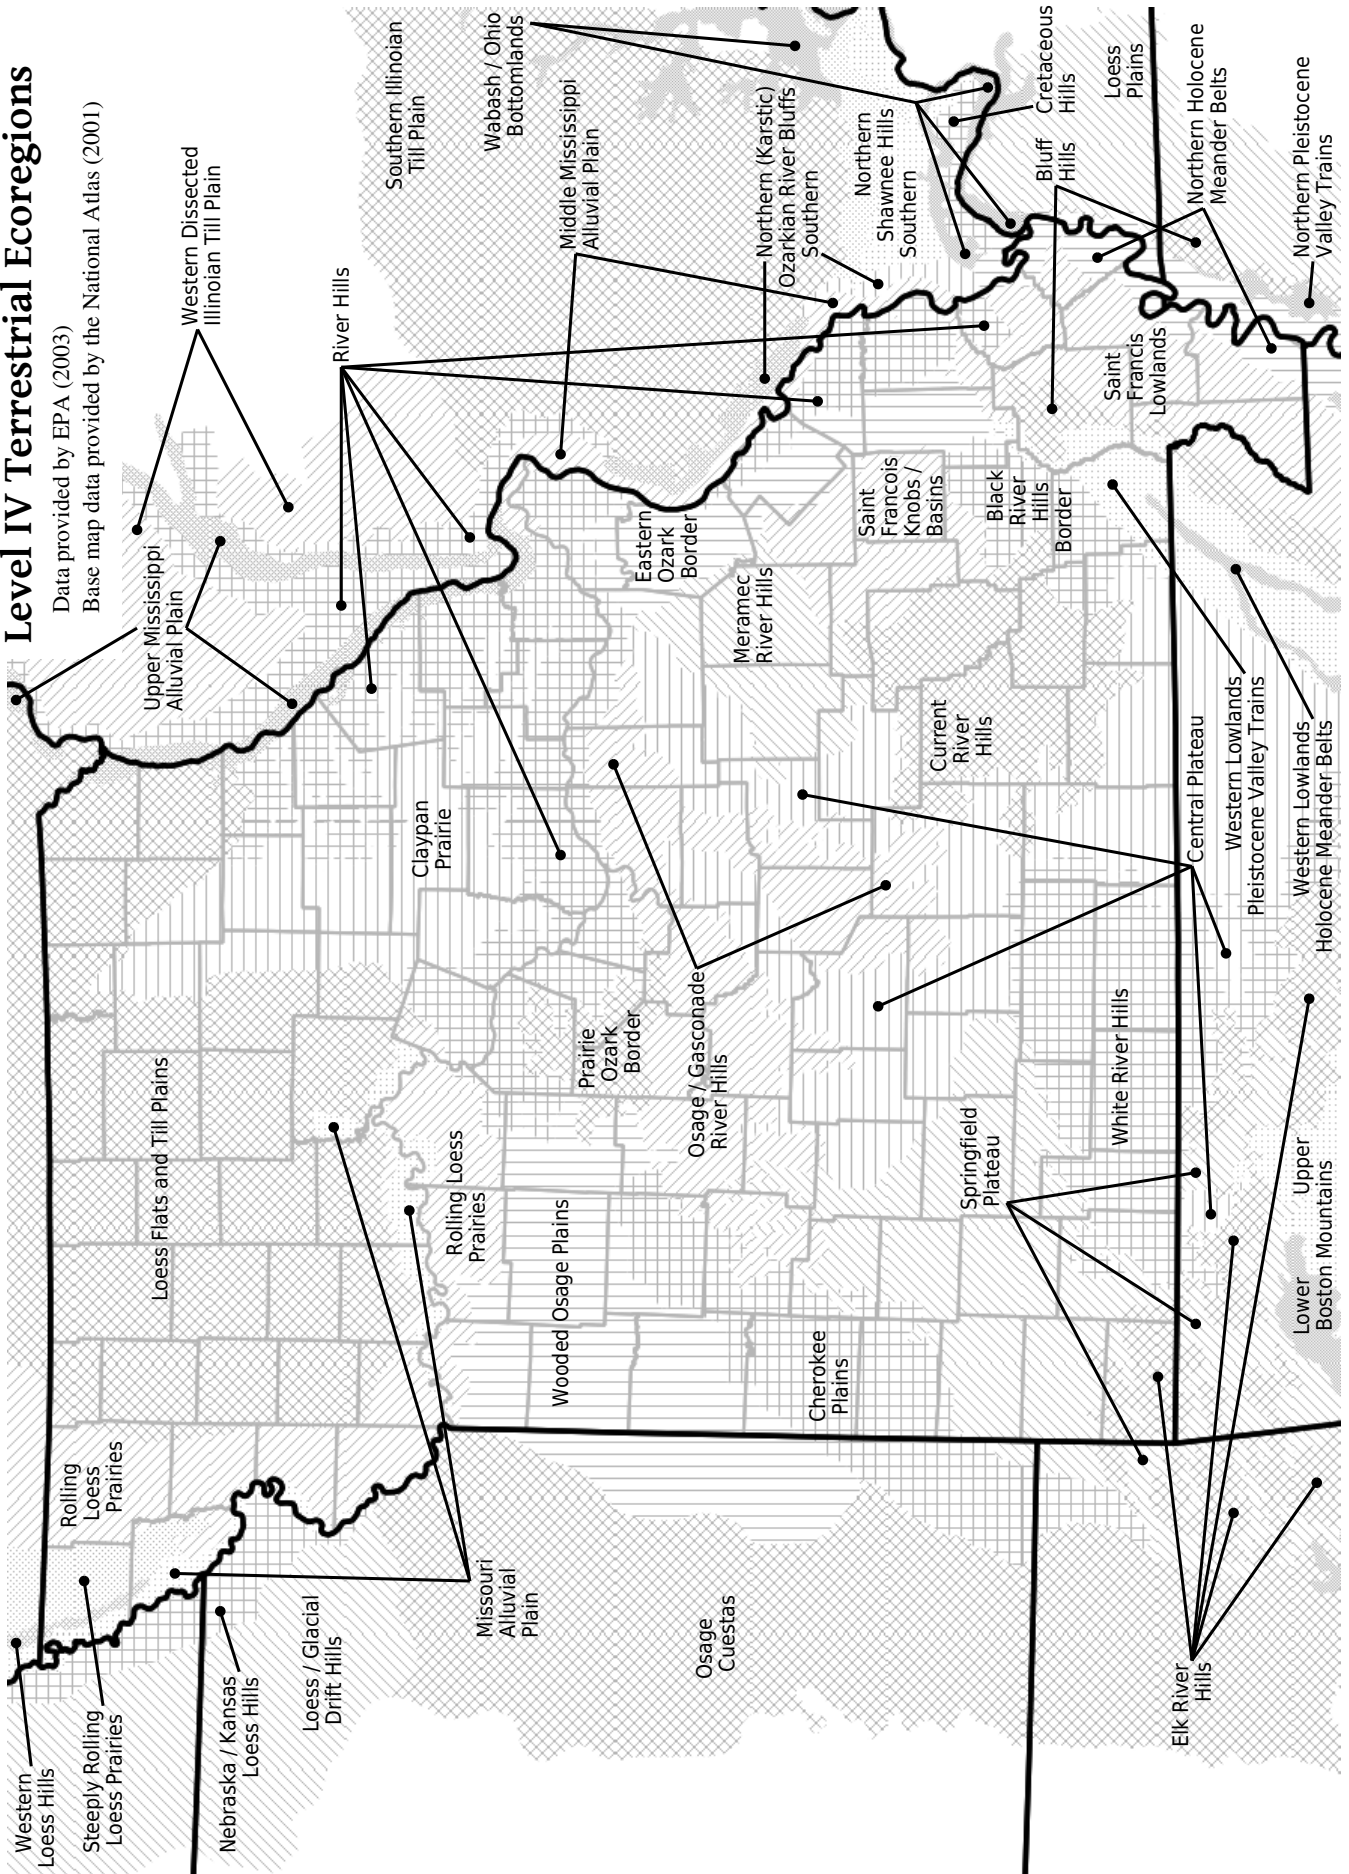 Level IV Terrestrial Ecoregions
Data provided by EPA (2003)
Base map data provided by the National Atlas (2001)
Western
Loess Hills
Steeply Rolling
Loess Prairies
Nebraska / Kansas
Loess Hills
Loess / Glacial
Drift Hills
Rolling
Loess
Prairies
Missouri
Alluvial
Plain
Loess Flats and Till Plains
Upper Mississippi
Alluvial Plain
Western Dissected
Illinoian Till Plain
River Hills
Southern Illinoian
Till Plain
Wabash / Ohio
Bottomlands
Middle Mississippi
Alluvial Plain
Claypan
Prairie
Rolling Loess
Rolling
Prairies
Wooded Osage Plains
Prairie
Ozark
Border
Eastern
Ozark
Border
Osage / Gasconade
River Hills
Meramec
River Hills
Northern (Karstic)
Ozarkian River Bluffs
Southern
Northern
Shawnee Hills
Southern
Cretaceous
Hills
Loess
Plains
Bluff
Hills
Northern Holocene
Meander Belts
Northern Pleistocene
Valley Trains
Saint
Francis
Lowlands
Saint
Francois
Knobs /
Basins
Black
River
Hills
Border
Current
River
Hills
Osage
Cuestas
Cherokee
Plains
Springfield
Plateau
White River Hills
Central Plateau
Western Lowlands
Pleistocene Valley Trains
Western Lowlands
Holocene Meander Belts
Elk River
Hills
Lower
Upper
Boston Mountains